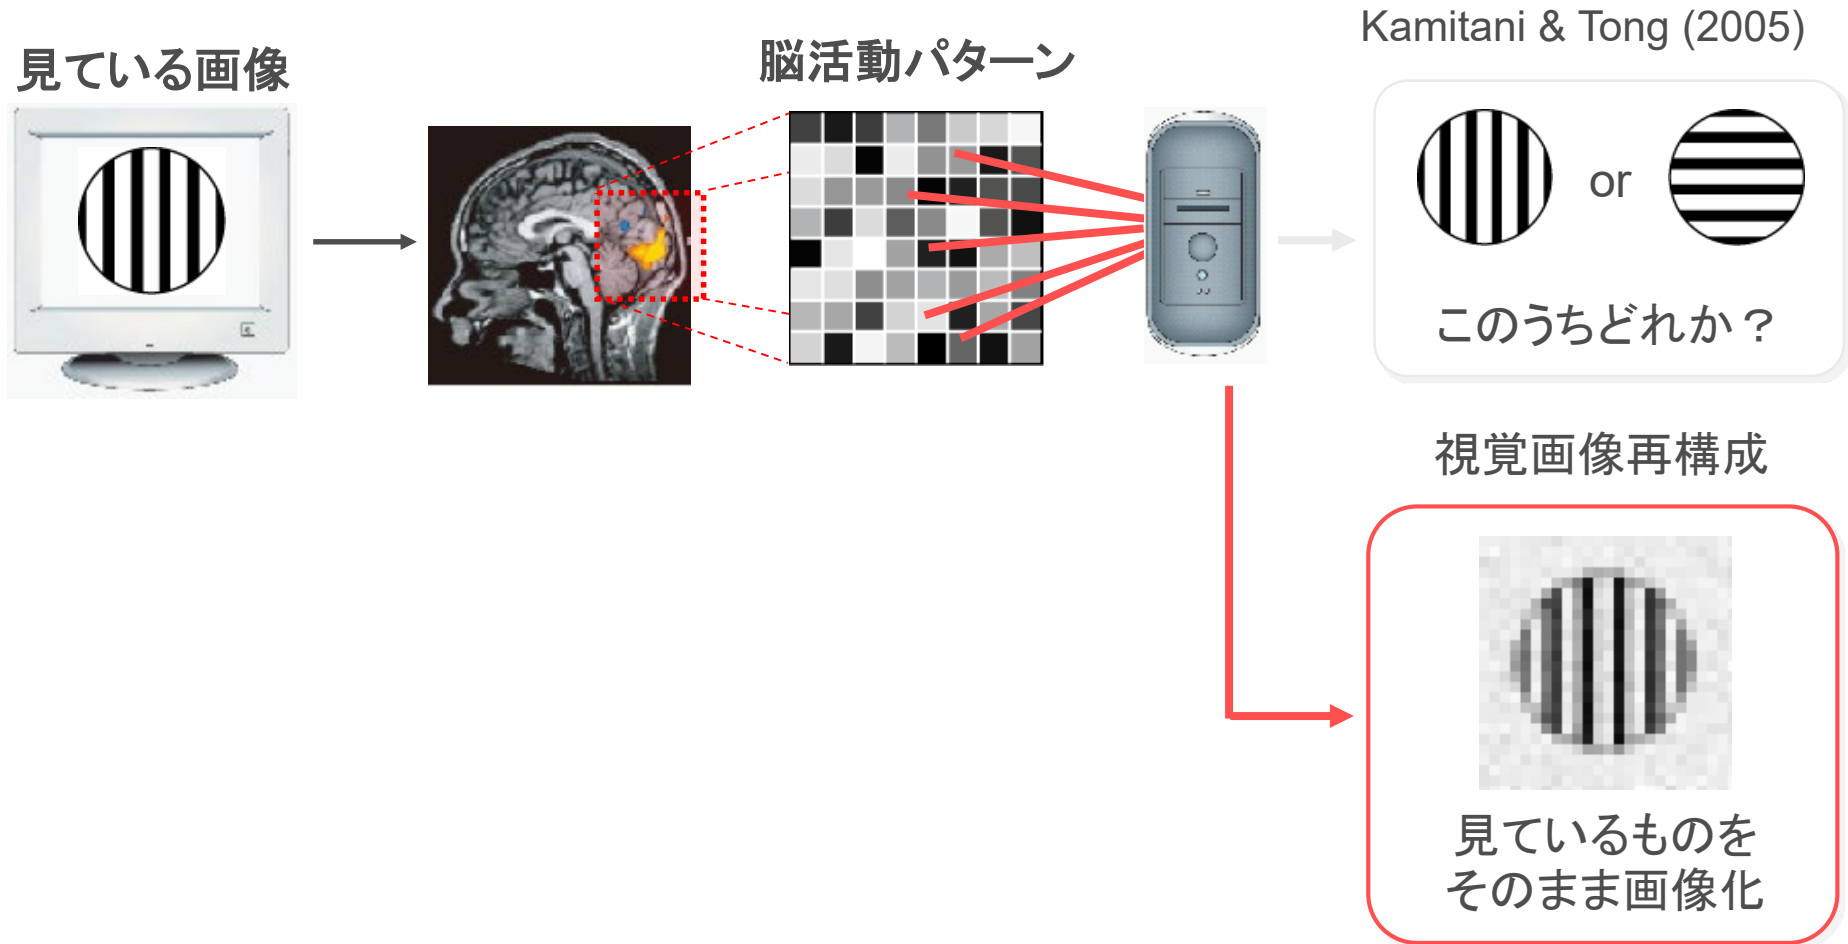 見ている画像
脳活動パターン
Kamitani & Tong (2005)
or
このうちどれか？
視覚画像再構成
見ているものを
そのまま画像化